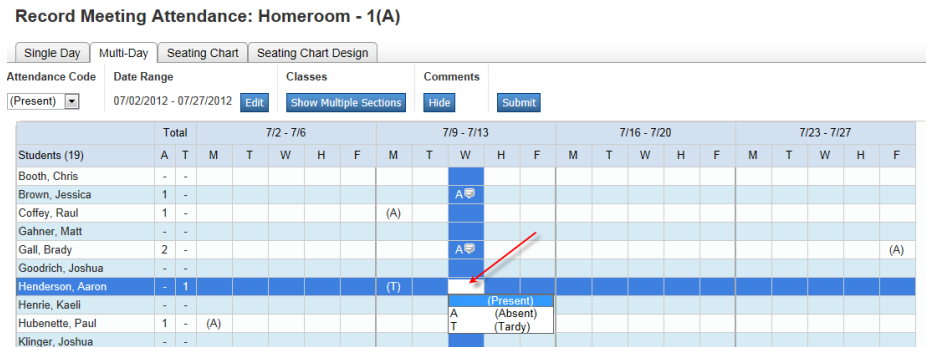 Record Meeting Attendance: Homeroom - 1(A)
Single Day Multi-Day Seating Chart Seating Chart Design
Attendance Code Date Range Classes Comments
(Present) 07/02/2012 - 07/27/2012 Edit Show Multiple Sections Hide Submit
Total 7/2 - 7/6 7/9 - 7/13 7/16 - 7/20 7/23 - 7/27
Students (19) A T M T W H F M T W H F M T W H F M T W H F
Booth, Chris - -
Brown, Jessica 1 - A
Coffey, Raul 1 - (A)
Gahner, Matt - -
Gall, Brady 2 - A (A)
Goodrich, Joshua - -
Henderson, Aaron - 1 (T)
Henrie, Kaeli - - (Present)
A (Absent)
Hubenette, Paul 1 - (A) T (Tardy)
Klinger, Joshua - -